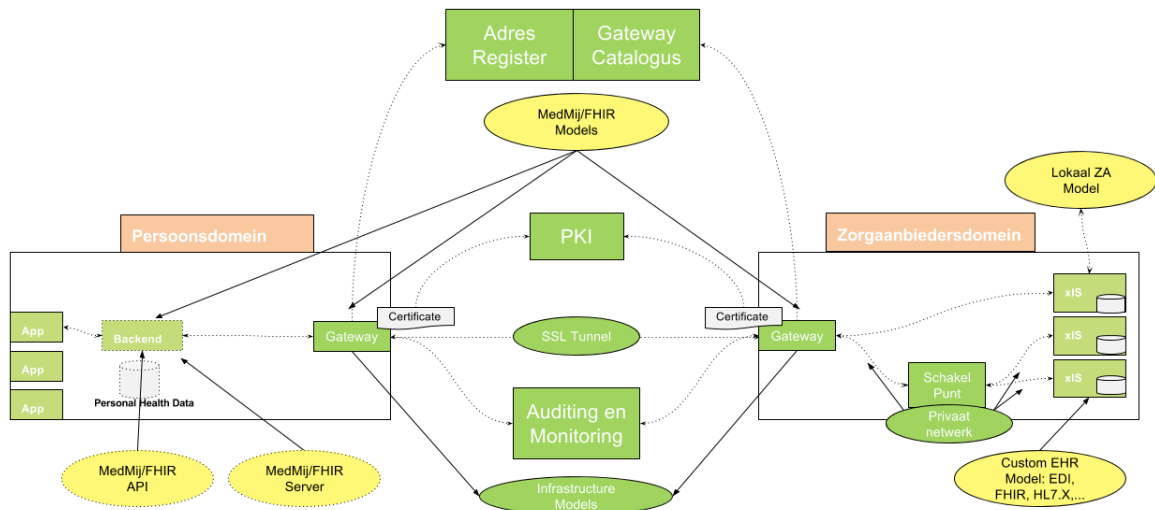 Adres
Register
Gateway
Catalogus
MedMij/FHIR
Models
Lokaal ZA
Model
Persoonsdomein
PKI
Zorgaanbiedersdomein
Certificate
Certificate
App
Backend
Gateway
SSL Tunnel
Gateway
xIS
xIS
xIS
App
App
Personal Health Data
Schakel
Punt
Privaat
netwerk
Auditing en
Monitoring
MedMij/FHIR
API
MedMij/FHIR
Server
Infrastructure
Models
Custom EHR
Model: EDI,
FHIR, HL7.X,...